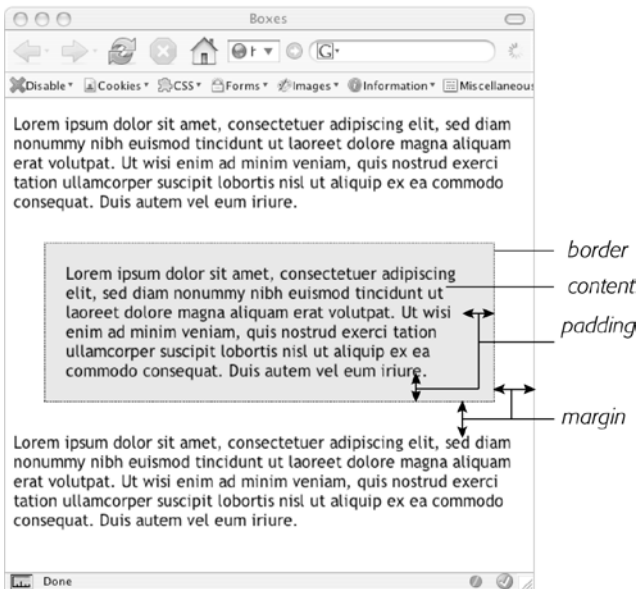 Boxes
G
Disable Cookies CSS Forms Images Information Miscellaneous
Lorem ipsum dolor sit amet, consectetuer adipiscing elit, sed diam
nonummy nibh euismod tincidunt ut laoreet dolore magna aliquam
erat volutpat. Ut wisi enim ad minim veniam, quis nostrud exerci
tation ullamcorper suscipit lobortis nisl ut aliquip ex ea commodo
consequat. Duis autem vel eum iriure.
border
Lorem ipsum dolor sit amet, consectetuer adipiscing
elit, sed diam nonummy nibh euismod tincidunt ut
content
laoreet dolore magna aliquam erat volutpat. Ut wisi
padding
enim ad minim veniam, quis nostrud exerci tation
ullamcorper suscipit lobortis nisl ut aliquip ex ea
commodo consequat. Duis autem vel eum iriure.
margin
Lorem ipsum dolor sit amet, consectetuer adipiscing elit, sed diam
nonummy nibh euismod tincidunt ut laoreet dolore magna aliquam
erat volutpat. Ut wisi enim ad minim veniam, quis nostrud exerci
tation ullamcorper suscipit lobortis nisl ut aliquip ex ea commodo
consequat. Duis autem vel eum iriure.
Done